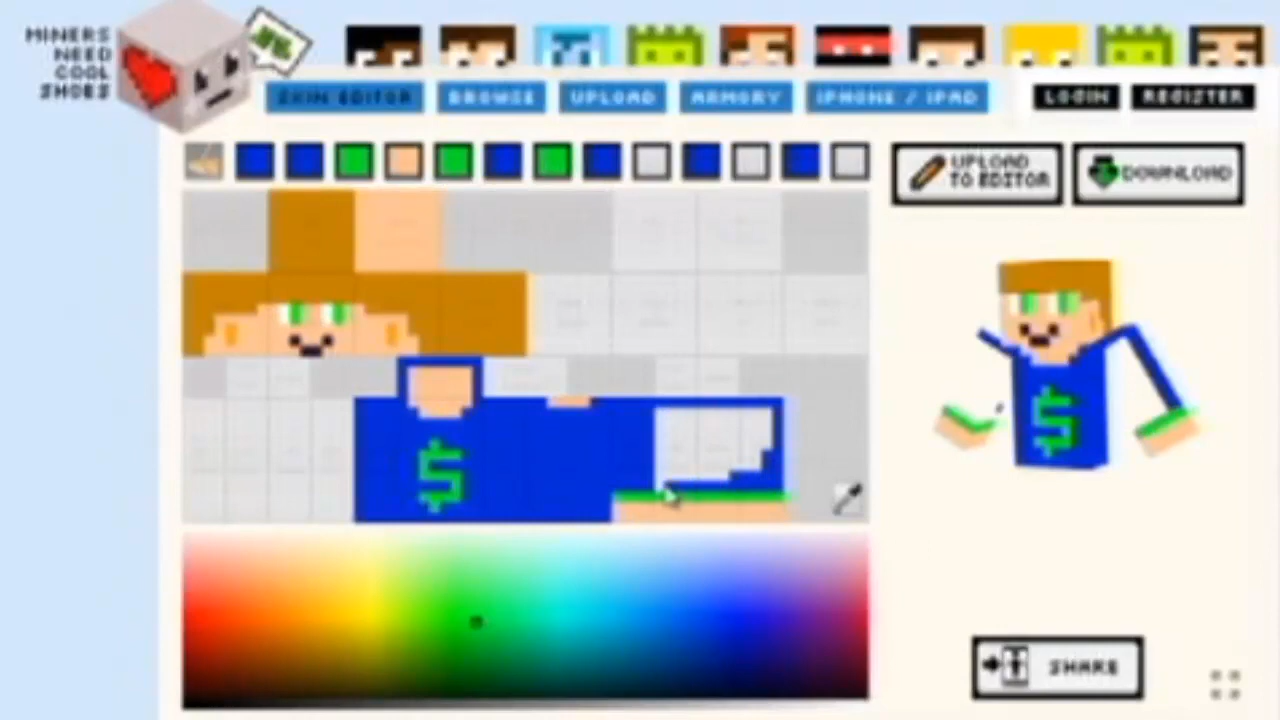 MINERS
NEED
COOL
SHOES
SKIN EDITOR
BROWSE
UPLOAD
ARMORY
IPHONE / IPAD
LOGIN
REGISTER
UPLOAD
TO EDITOR
DOWNLOAD
$
$
SHARE